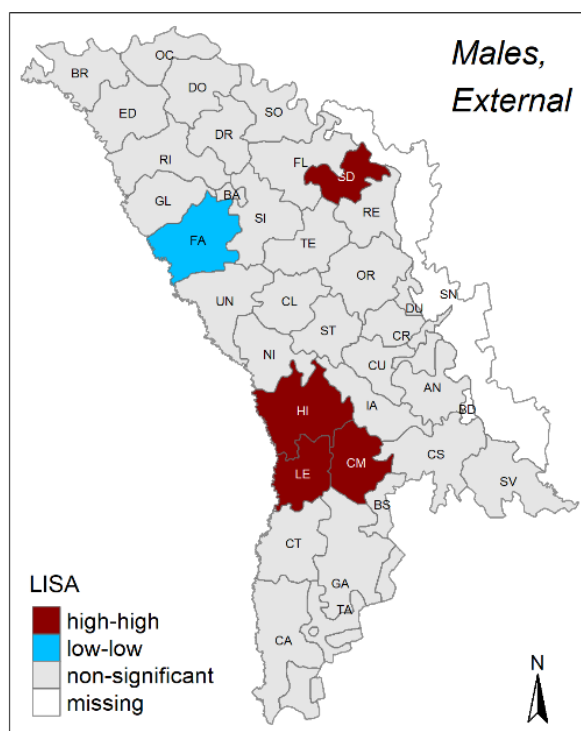 Males,
External
OC
BR
DO
ED
SO
DR
RI
FL
SD
GL
BA
RE
FA
SI
TE
OR
UN
CL
DU
SN
ST
CR
NI
CU
AN
HI
IA
BD
LE
CM
CS
SV
BS
CT
GA
TA
CA
LISA
high-high
low-low
non-significant
missing
N